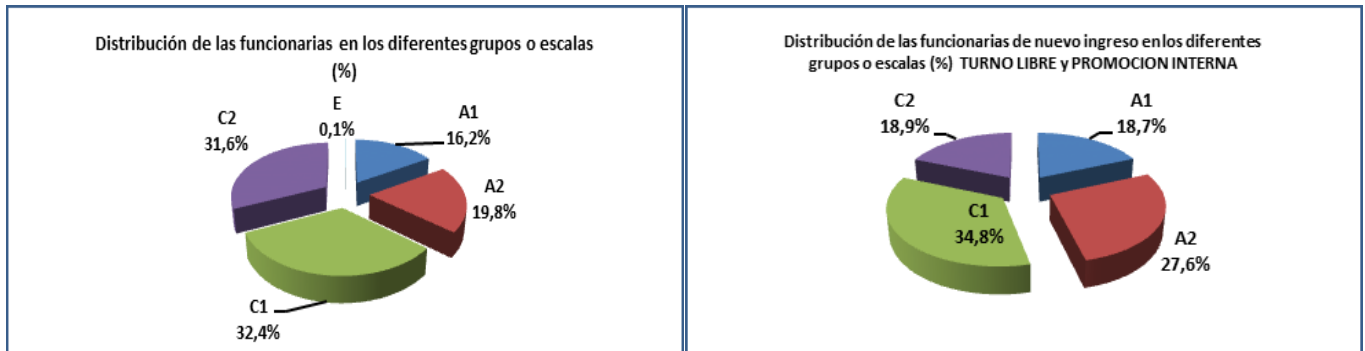 Distribución de las funcionarias en los diferentes grupos o escalas
(%)
E
0,1%
A1
16,2%
C2
31,6%
A2
19,8%
C1
32,4%
Distribución de las funcionarias de nuevo ingreso en los diferentes
grupos o escalas (%) TURNO LIBRE y PROMOCION INTERNA
C2
18,9%
A1
18,7%
C1
34,8%
A2
27,6%